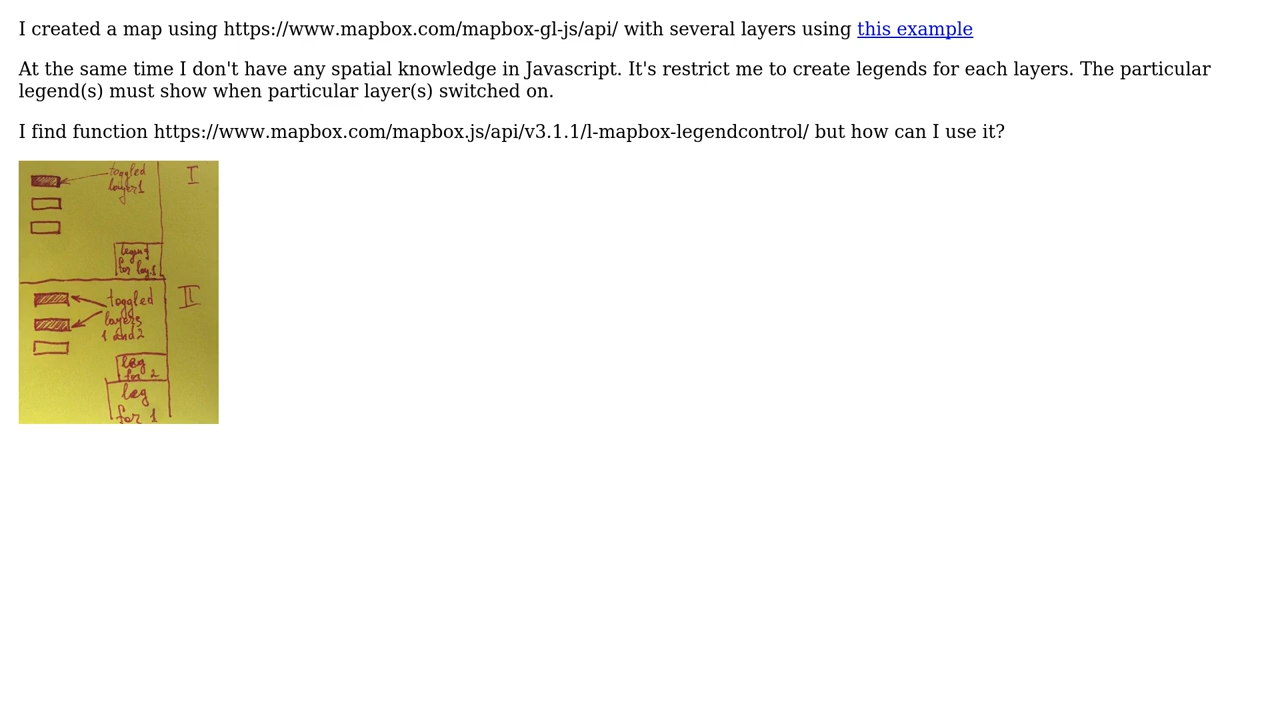 I created a map using https://www.mapbox.com/mapbox-gl-js/api/ with several layers using this example
At the same time I don't have any spatial knowledge in Javascript. It's restrict me to create legends for each layers. The particular
legend(s) must show when particular layer(s) switched on.
I find function https://www.mapbox.com/mapbox.js/api/v3.1.1/l-mapbox-legendcontrol/ but how can I use it?
toggled I
layer1
legend
for lay.1
toggled II
layers
1 and 2
leg
for 2
leg
for 1